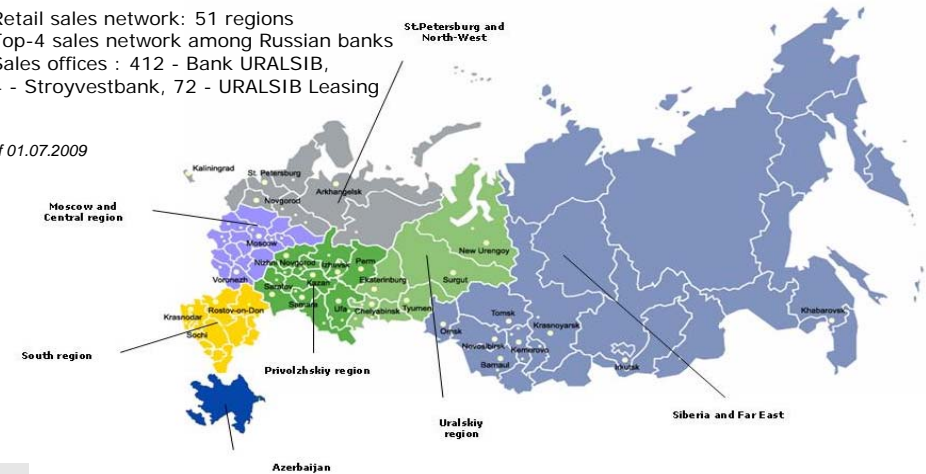 Retail sales network: 51 regions
Top-4 sales network among Russian banks
Sales offices : 412 - Bank URALSIB,
- Stroyvestbank, 72 - URALSIB Leasing
01.07.2009
St.Petersburg and
North-West
Kaliningrad
St. Petersburg
Arkhangelsk
Novgorod
Moscow and
Central region
Moscow
New Urengoy
Nizhni Novgorod
Izhevsk
Perm
Voronezh
Kazan
Ekaterinburg
Surgut
Saratov
Samara
Ufa
Chelyabinsk
Tyumen
Krasnodar
Rostov-on-Don
Sochi
Omsk
Tomsk
Krasnoyarsk
Khabarovsk
Novosibirsk
Kemerovo
Barnaul
Irkutsk
South region
Privolzhskiy region
Uralskiy
region
Siberia and Far East
Azerbaijan